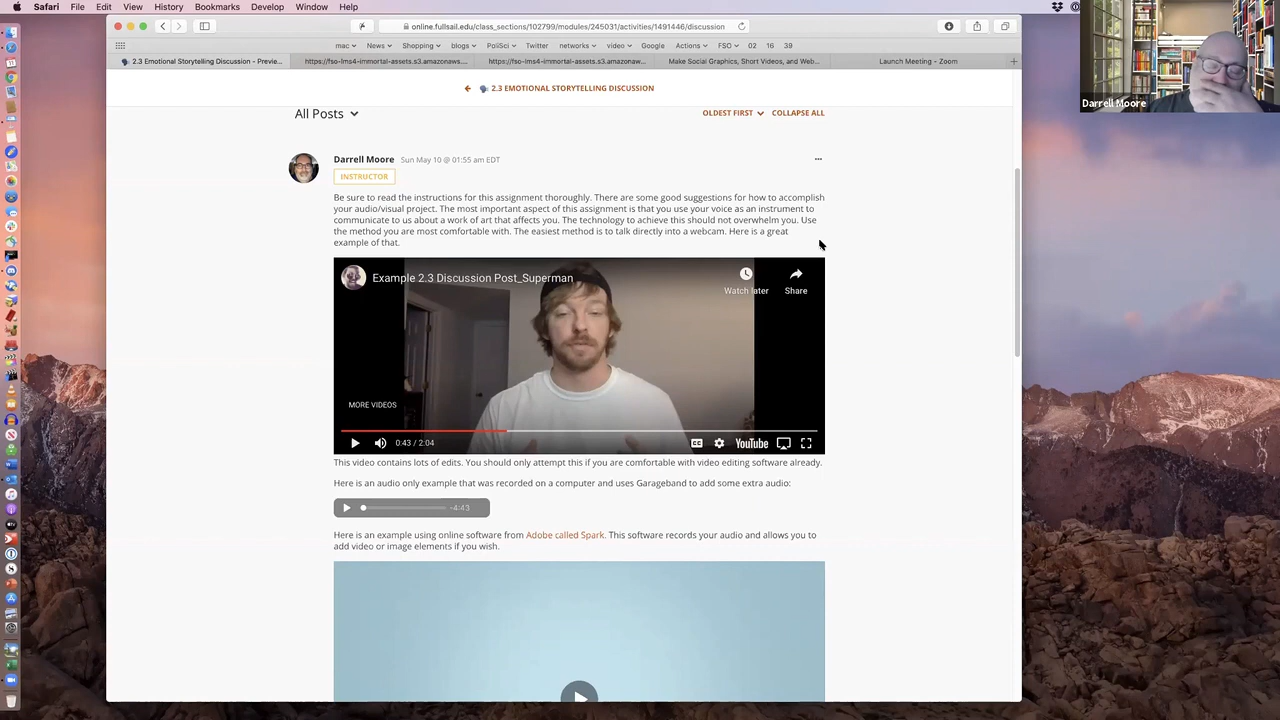 Safari File Edit View History Bookmarks Develop Window Help
online.fullsail.edu/class_sections/102799/modules/245031/activities/1491446/discussion
mac News Shopping blogs PoliSci Twitter networks video Google Actions FSO 02 16 39
2.3 Emotional Storytelling Discussion - Previe... https://fso-lms4-immortal-assets.s3.amazonaws.... https://fso-lms4-immortal-assets.s3.amazonaw... Make Social Graphics, Short Videos, and Web... Launch Meeting - Zoom
2.3 EMOTIONAL STORYTELLING DISCUSSION
Darrell Moore
All Posts OLDEST FIRST COLLAPSE ALL
Darrell Moore Sun May 10 @ 01:55 am EDT
INSTRUCTOR
Be sure to read the instructions for this assignment thoroughly. There are some good suggestions for how to accomplish
your audio/visual project. The most important aspect of this assignment is that you use your voice as an instrument to
communicate to us about a work of art that affects you. The technology to achieve this should not overwhelm you. Use
the method you are most comfortable with. The easiest method is to talk directly into a webcam. Here is a great
example of that.
Example 2.3 Discussion Post_Superman
Watch later Share
MORE VIDEOS
0:43 / 2:04 CC YouTube
This video contains lots of edits. You should only attempt this if you are comfortable with video editing software already.
Here is an audio only example that was recorded on a computer and uses Garageband to add some extra audio:
-4:43
Here is an example using online software from Adobe called Spark. This software records your audio and allows you to
add video or image elements if you wish.